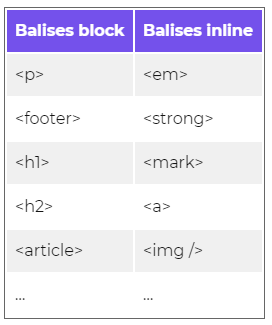 Balises block Balises inline
<p> <em>
<footer> <strong>
<h1> <mark>
<h2> <a>
<article> <img />
... ...